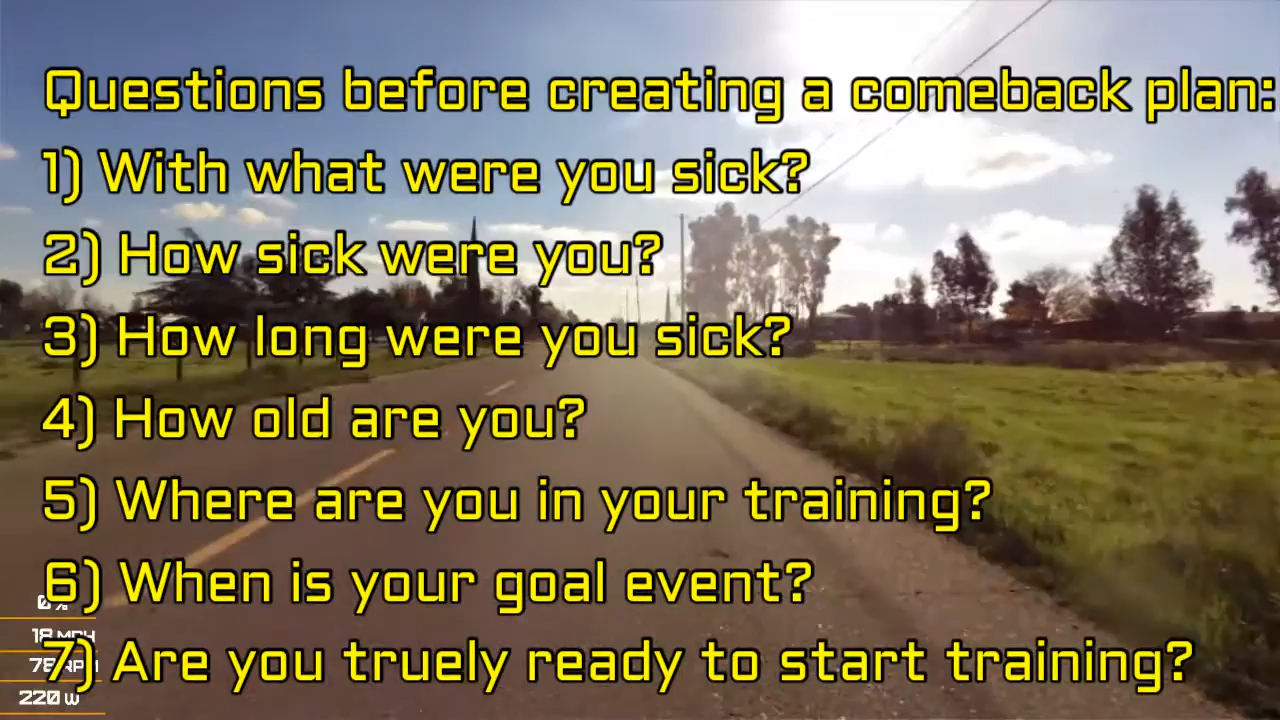 Questions before creating a comeback plan:
1) With what were you sick?
2) How sick were you?
3) How long were you sick?
4) How old are you?
5) Where are you in your training?
6) When is your goal event?
7) Are you truely ready to start training?
0%
18 MPH
78 RPM
220 W